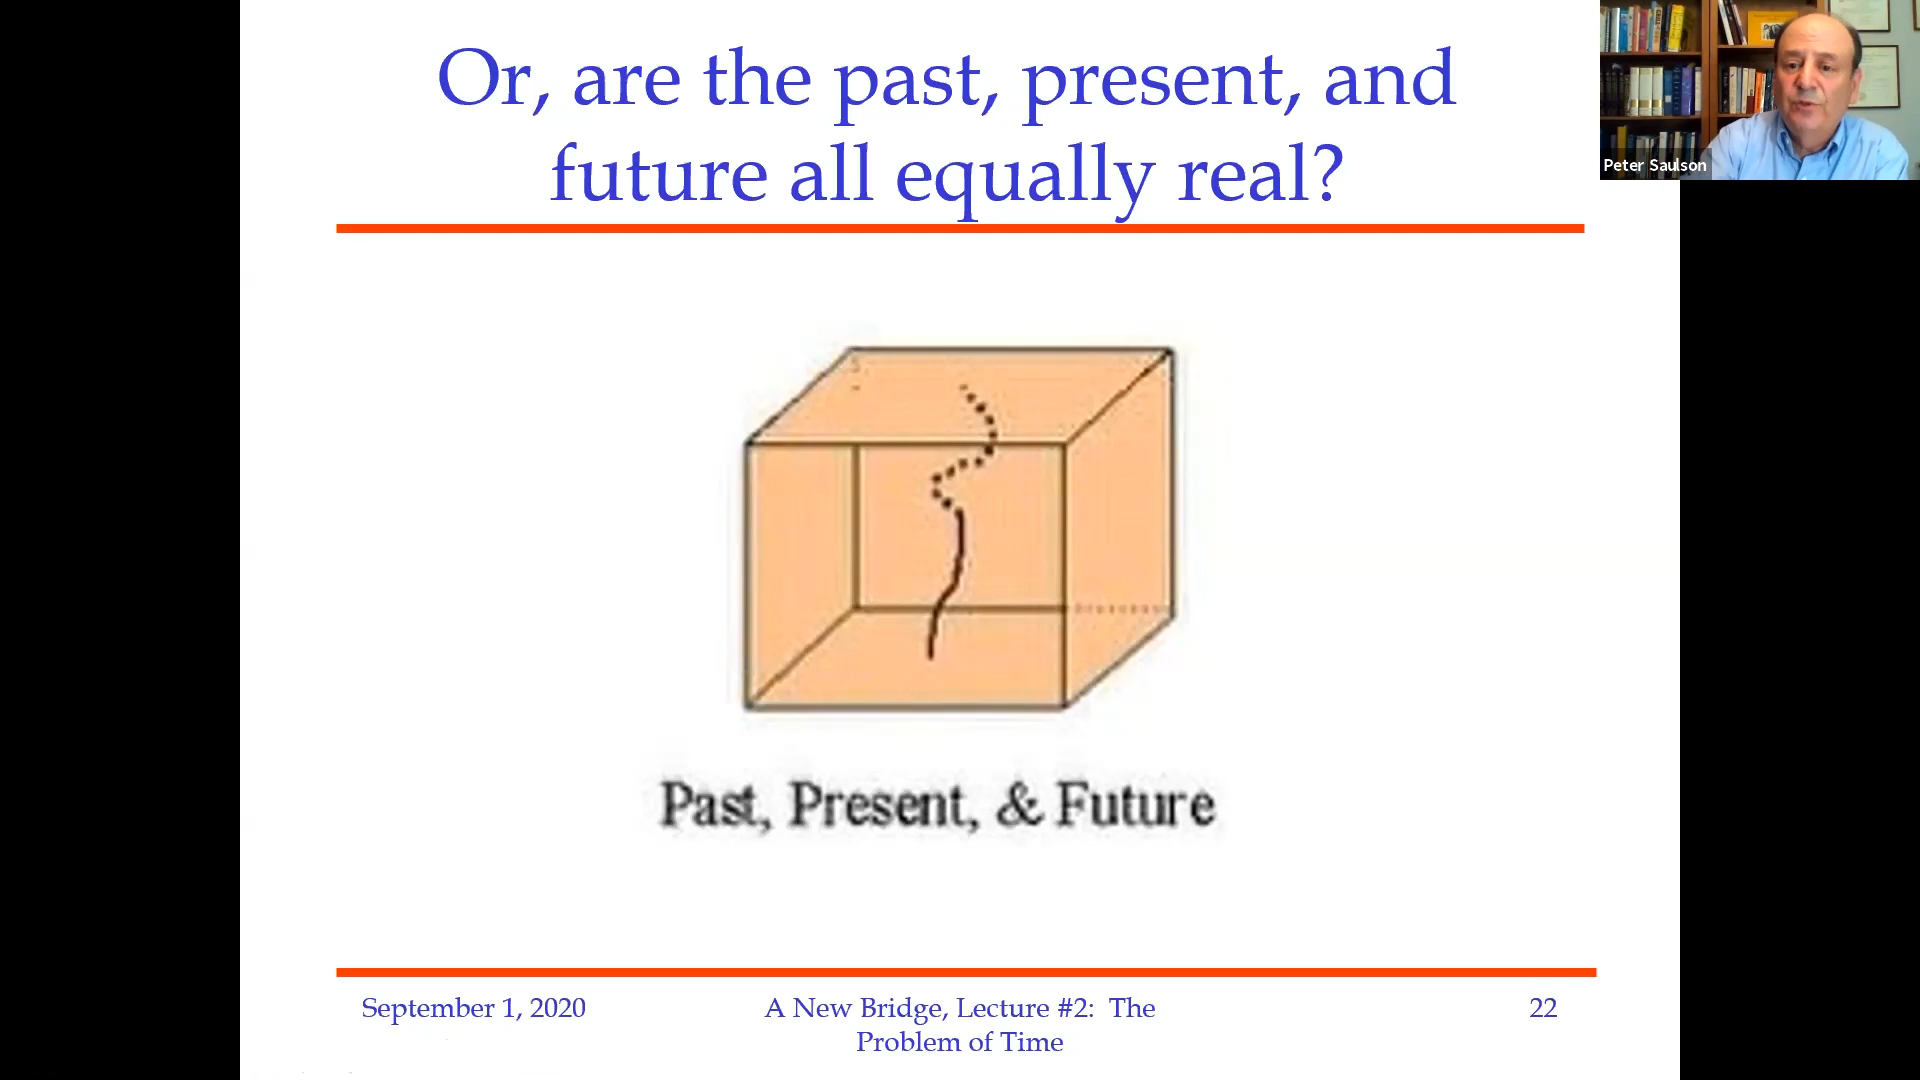 Or, are the past, present, and
future all equally real?
Peter Saulson
Past, Present, & Future
September 1, 2020
A New Bridge, Lecture #2: The
Problem of Time
22